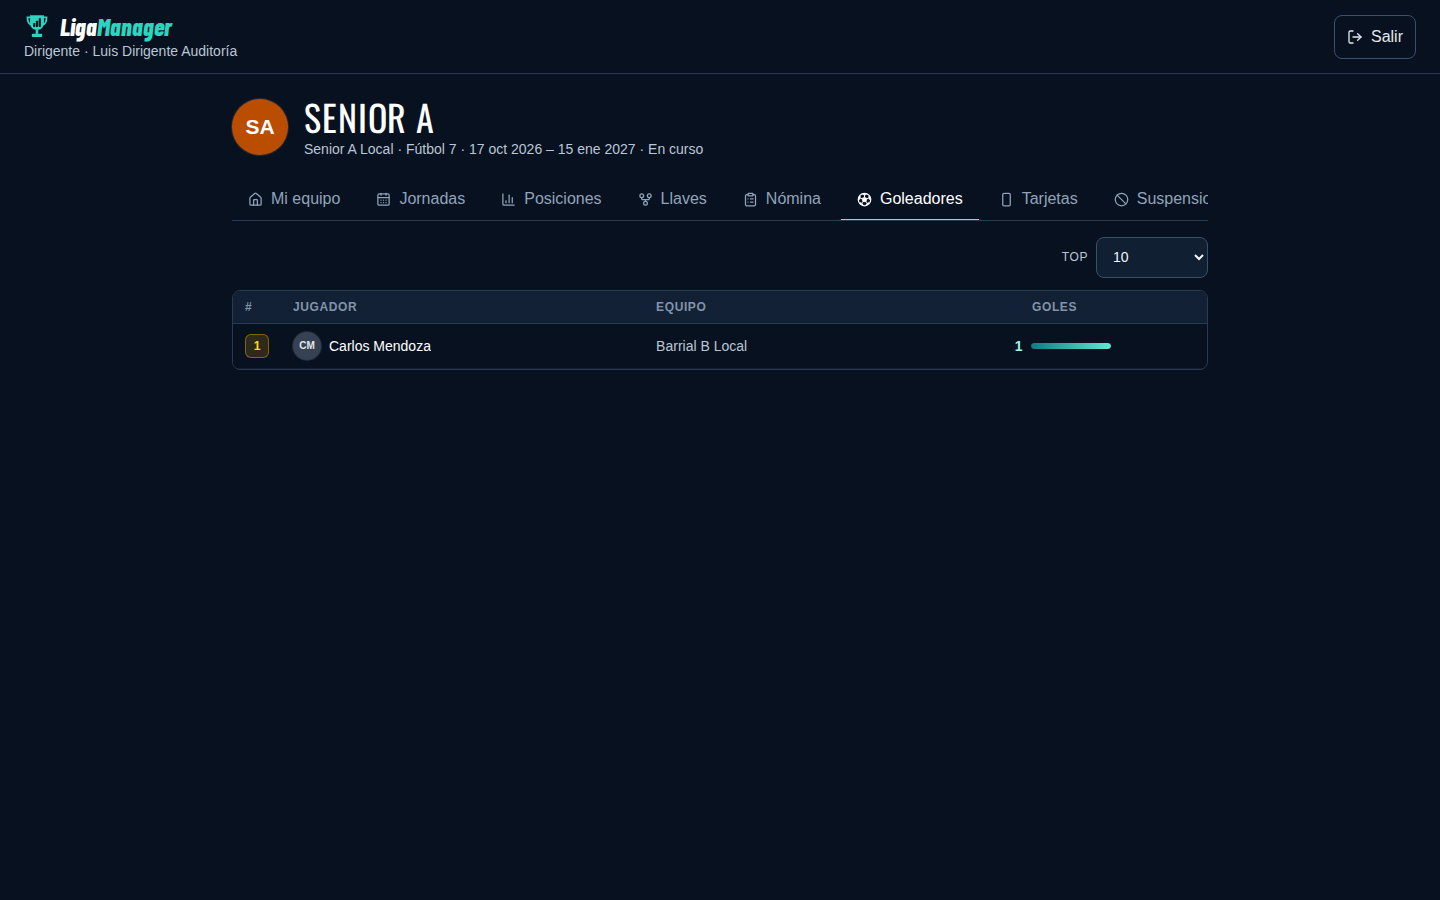 LigaManager
Dirigente · Luis Dirigente Auditoría
Salir
SA
SENIOR A
Senior A Local · Fútbol 7 · 17 oct 2026 – 15 ene 2027 · En curso
Mi equipo Jornadas Posiciones Llaves Nómina Goleadores Tarjetas Suspensic
TOP 10
# JUGADOR EQUIPO GOLES
1 CM Carlos Mendoza Barrial B Local 1